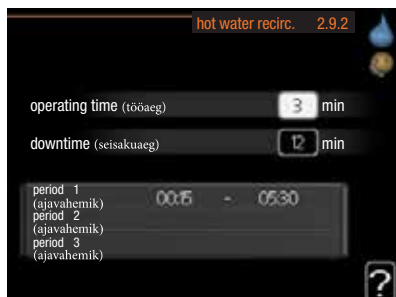 hot water recirc. 2.9.2
operating time (tööaeg) 3 min
downtime (seisakuaeg) 12 min
period 1 00:15 - 05:30
(ajavahemik)
period 2
(ajavahemik)
period 3
(ajavahemik)
?